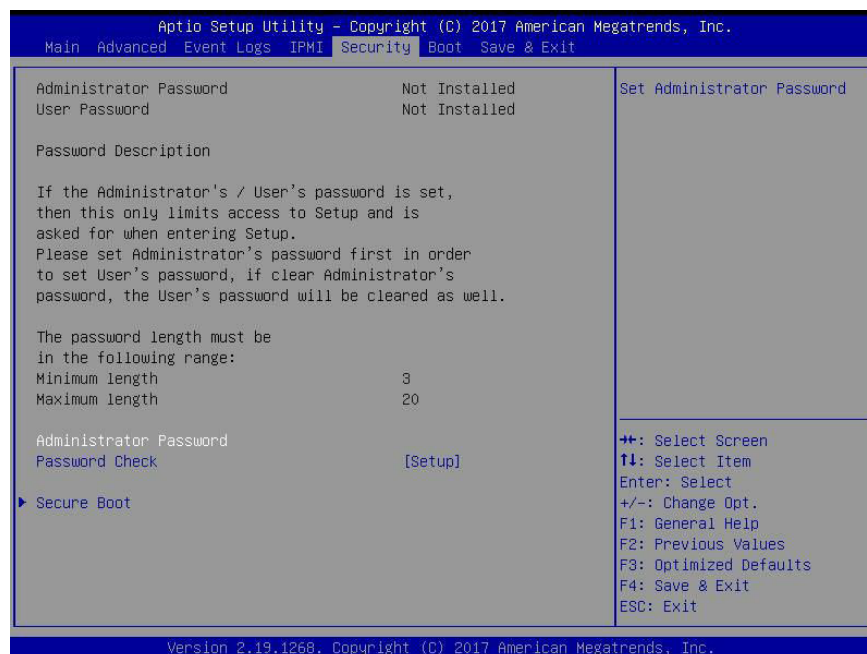 Aptio Setup Utility – Copyright (C) 2017 American Megatrends, Inc.
Main Advanced Event Logs IPMI Security Boot Save & Exit
Administrator Password Not Installed
User Password Not Installed
Password Description
If the Administrator's / User's password is set,
then this only limits access to Setup and is
asked for when entering Setup.
Please set Administrator's password first in order
to set User's password, if clear Administrator's
password, the User's password will be cleared as well.
The password length must be
in the following range:
Minimum length 3
Maximum length 20
Administrator Password
Password Check [Setup]
Secure Boot
Set Administrator Password
→←: Select Screen
↑↓: Select Item
Enter: Select
+/-: Change Opt.
F1: General Help
F2: Previous Values
F3: Optimized Defaults
F4: Save & Exit
ESC: Exit
Version 2.19.1268. Copyright (C) 2017 American Megatrends, Inc.